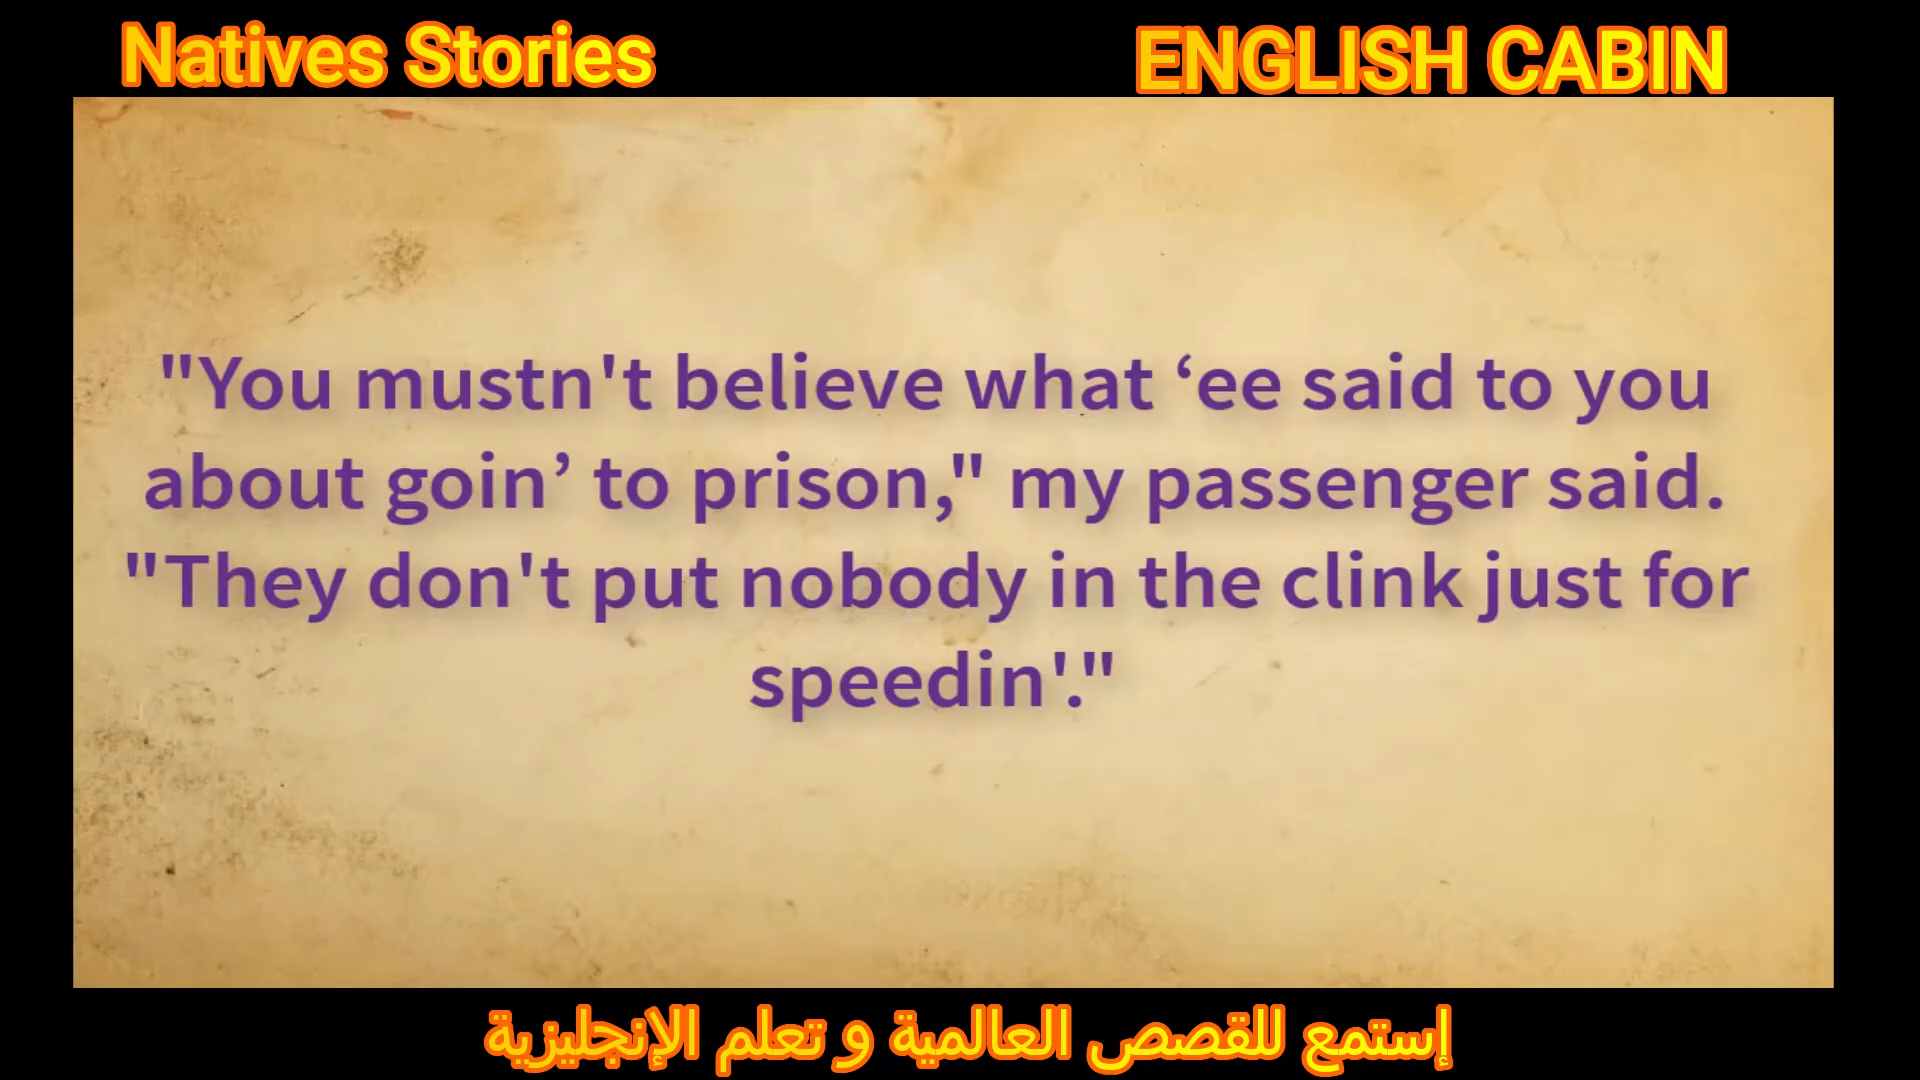 Natives Stories
ENGLISH CABIN
"You mustn't believe what ‘ee said to you
about goin’ to prison," my passenger said.
"They don't put nobody in the clink just for
speedin'."
إستمع للقصص العالمية و تعلم الإنجليزية